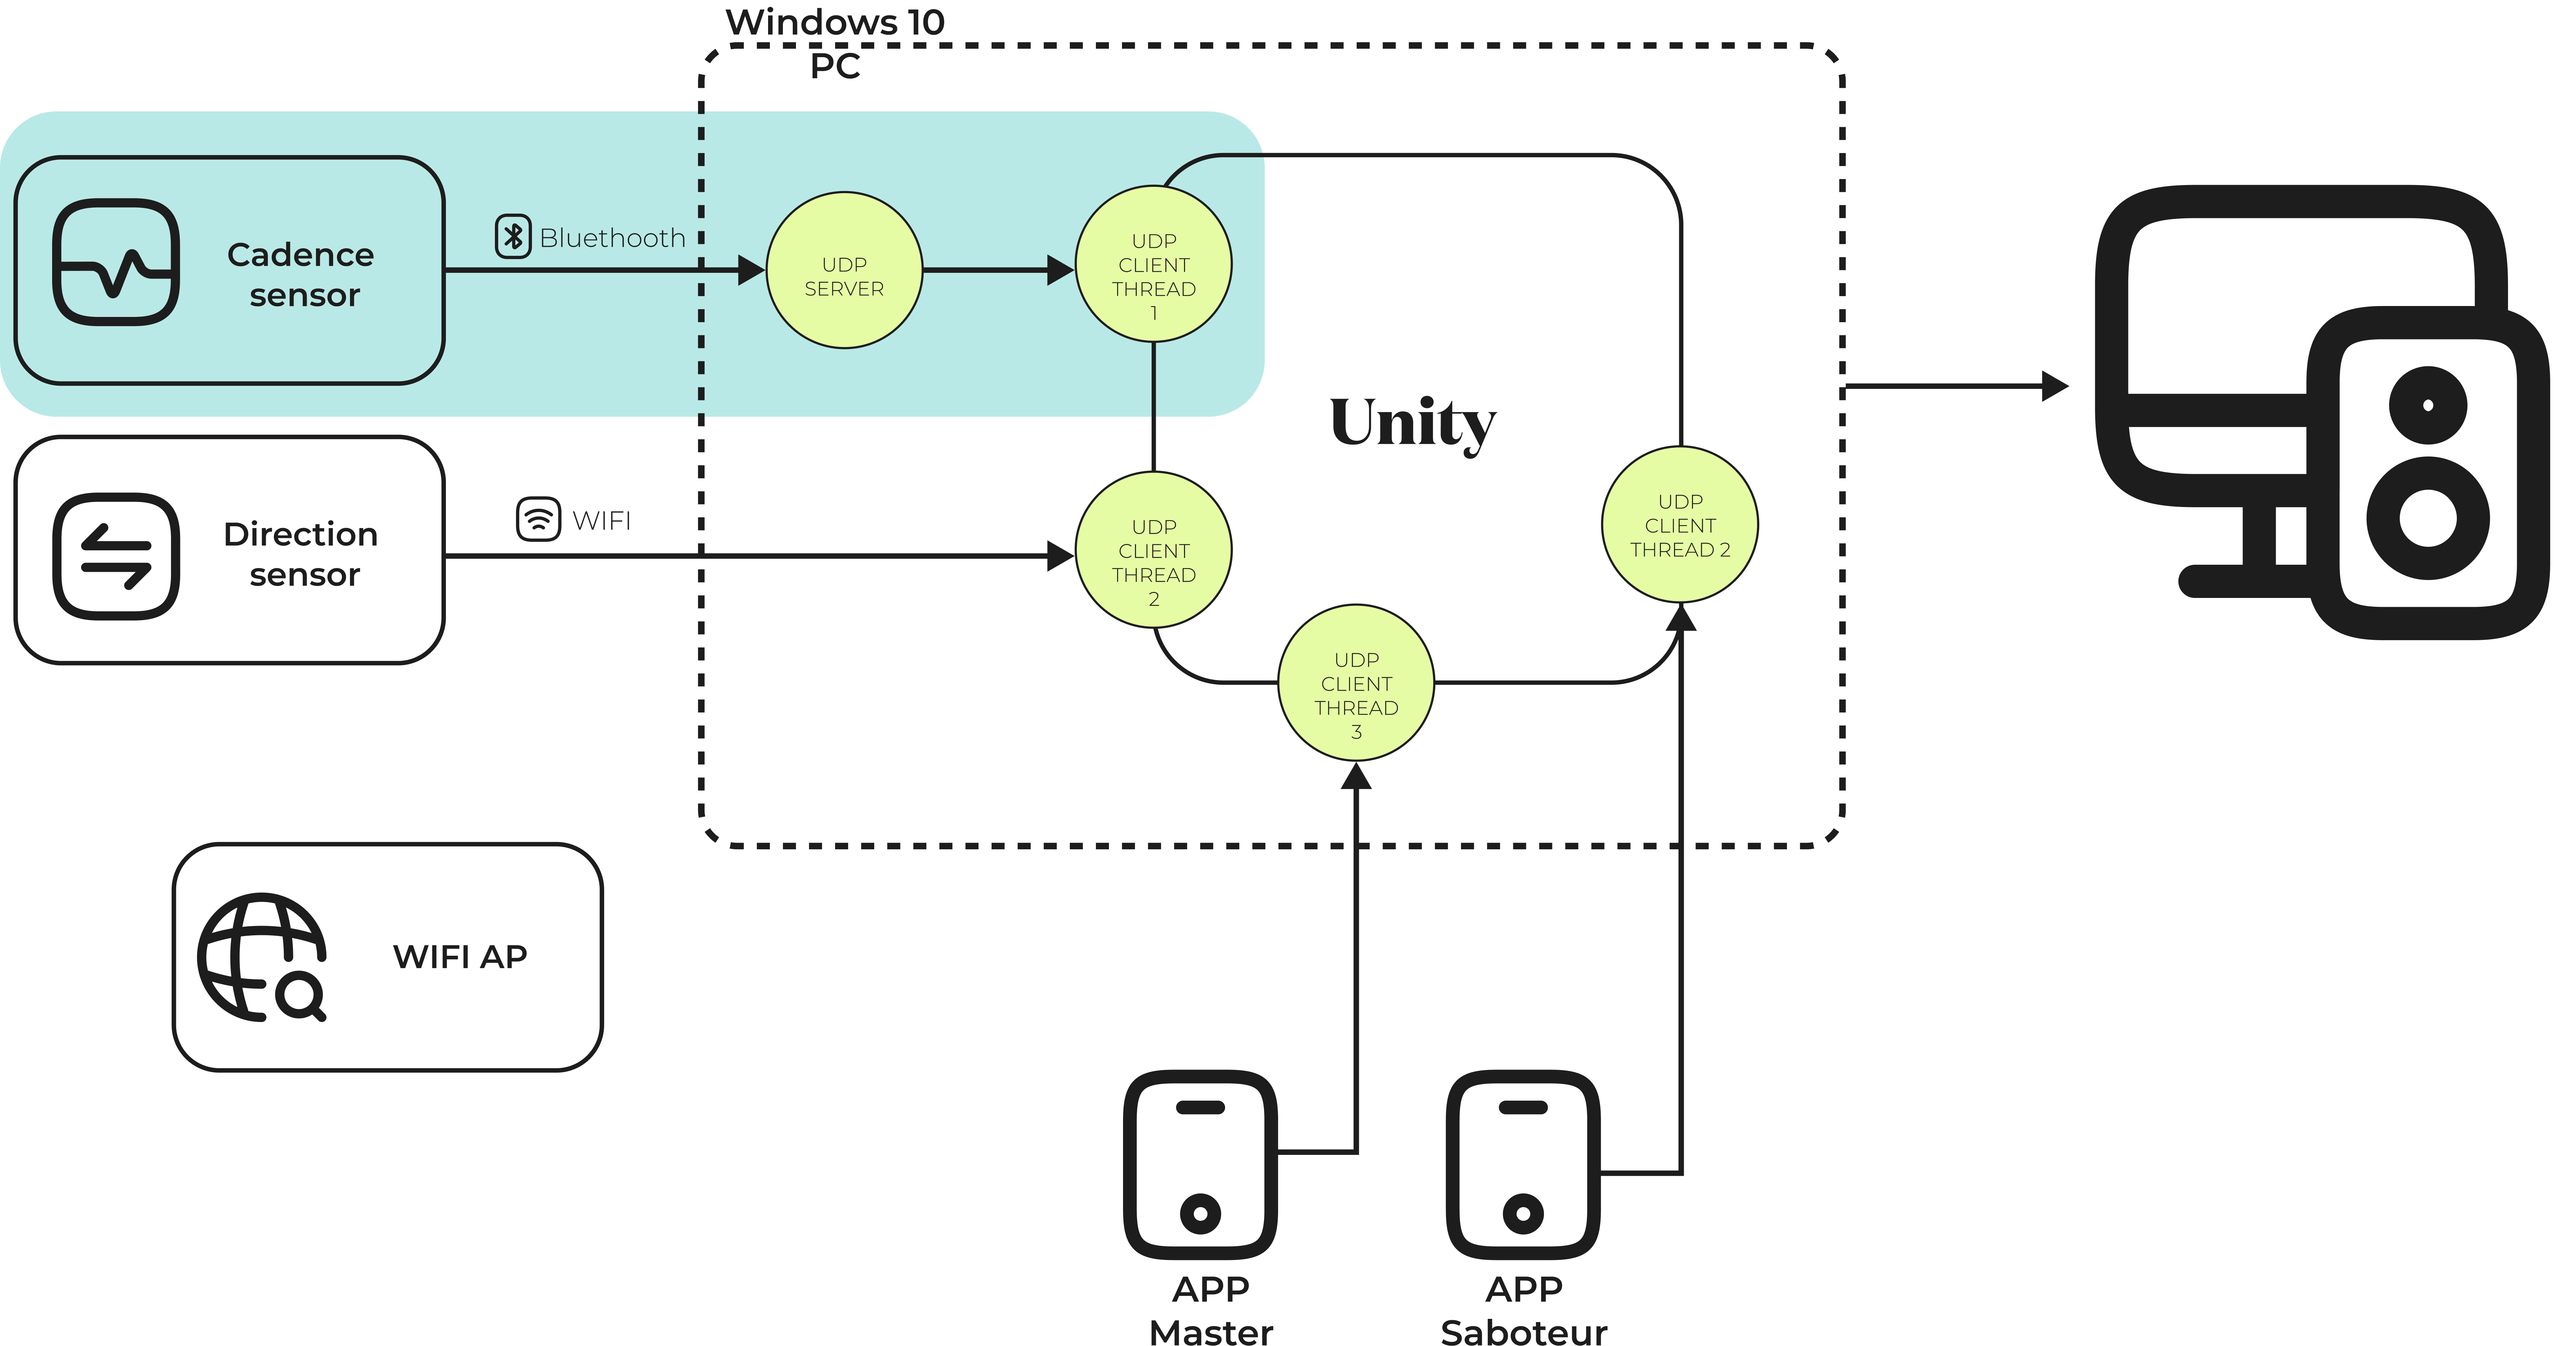 Windows 10
PC
Cadence
sensor
Bluethooth
UDP
SERVER
UDP
CLIENT
THREAD
1
Unity
Direction
sensor
WIFI
UDP
CLIENT
THREAD
2
UDP
CLIENT
THREAD 2
UDP
CLIENT
THREAD
3
WIFI AP
APP
Master
APP
Saboteur